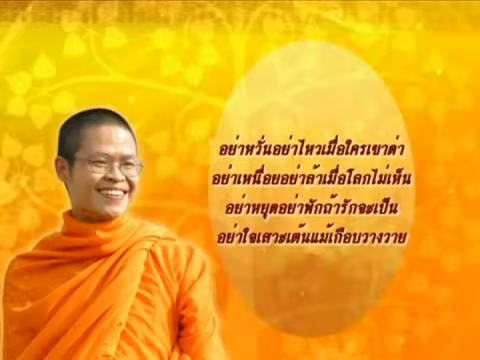 อย่าหวั่นอย่าไหวเมื่อใครเขาด่า
อย่าเหนื่อยอย่าล้าเมื่อโลกไม่เห็น
อย่าหยุดอย่าพักถ้ารักจะเป็น
อย่าใจเสาะเต้นแม้เกือบวางวาย